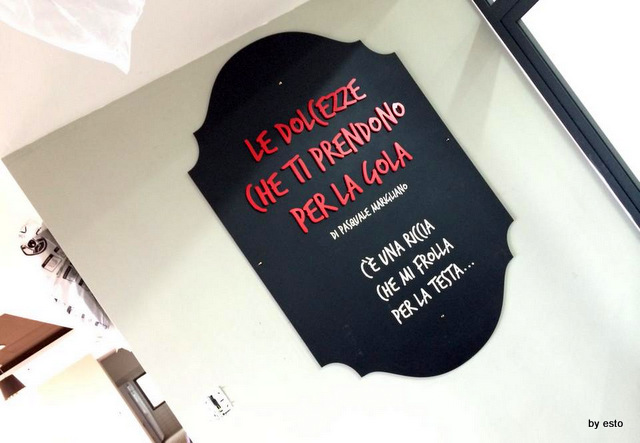 LE DOLCEZZE
CHE TI PRENDONO
PER LA GOLA
DI PASQUALE MARIGLIANO
C'È UNA RICCIA
CHE MI FROLLA
PER LA TESTA...
by esto